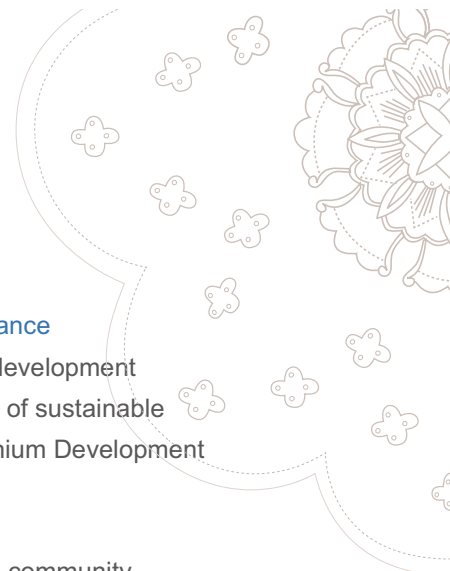 ance
development
of sustainable
nium Development
community